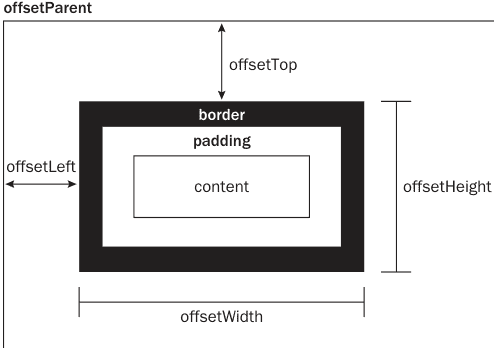 offsetParent
offsetTop
border
padding
offsetLeft
content
offsetHeight
offsetWidth